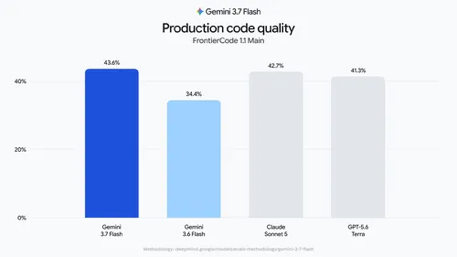 Gemini 3.7 Flash
Production code quality
FrontierCode 1.1 Main
43.6%
34.4%
42.7%
41.3%
40%
20%
0%
Gemini
3.7 Flash
Gemini
3.6 Flash
Claude
Sonnet 5
GPT-5.6
Terra